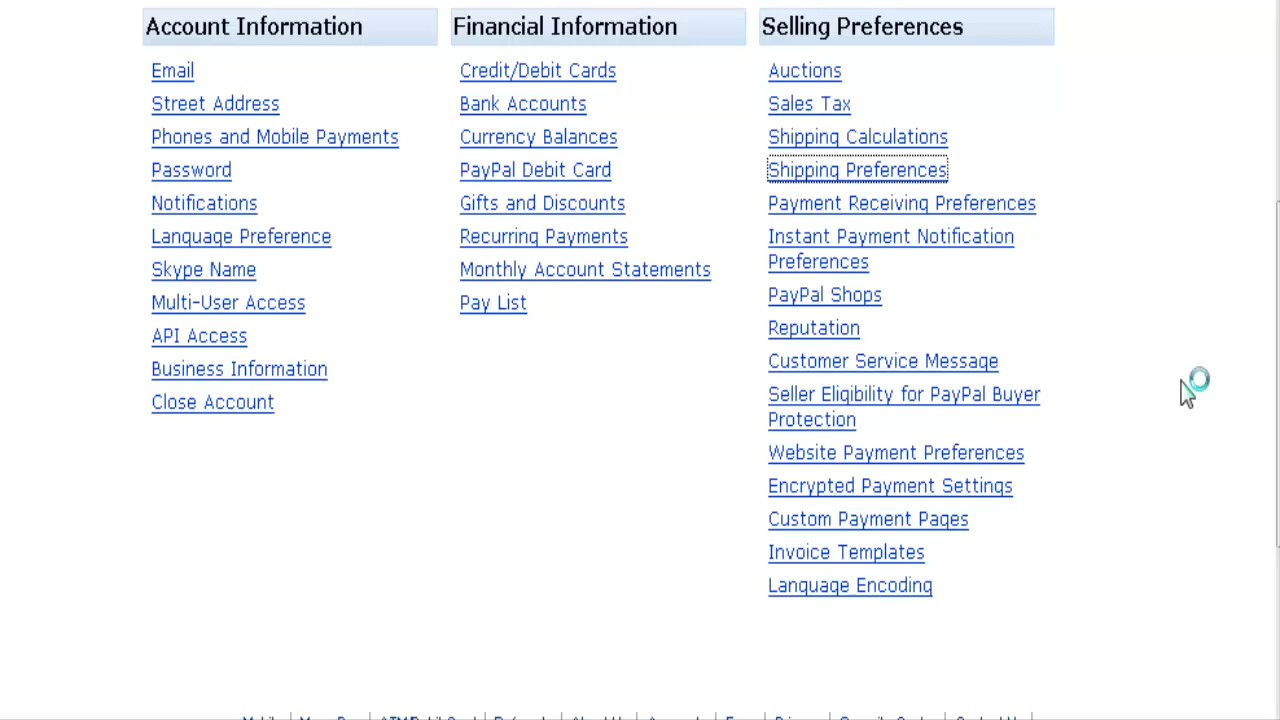 Account Information
Email
Street Address
Phones and Mobile Payments
Password
Notifications
Language Preference
Skype Name
Multi-User Access
API Access
Business Information
Close Account
Financial Information
Credit/Debit Cards
Bank Accounts
Currency Balances
PayPal Debit Card
Gifts and Discounts
Recurring Payments
Monthly Account Statements
Pay List
Selling Preferences
Auctions
Sales Tax
Shipping Calculations
Shipping Preferences
Payment Receiving Preferences
Instant Payment Notification
Preferences
PayPal Shops
Reputation
Customer Service Message
Seller Eligibility for PayPal Buyer
Protection
Website Payment Preferences
Encrypted Payment Settings
Custom Payment Pages
Invoice Templates
Language Encoding